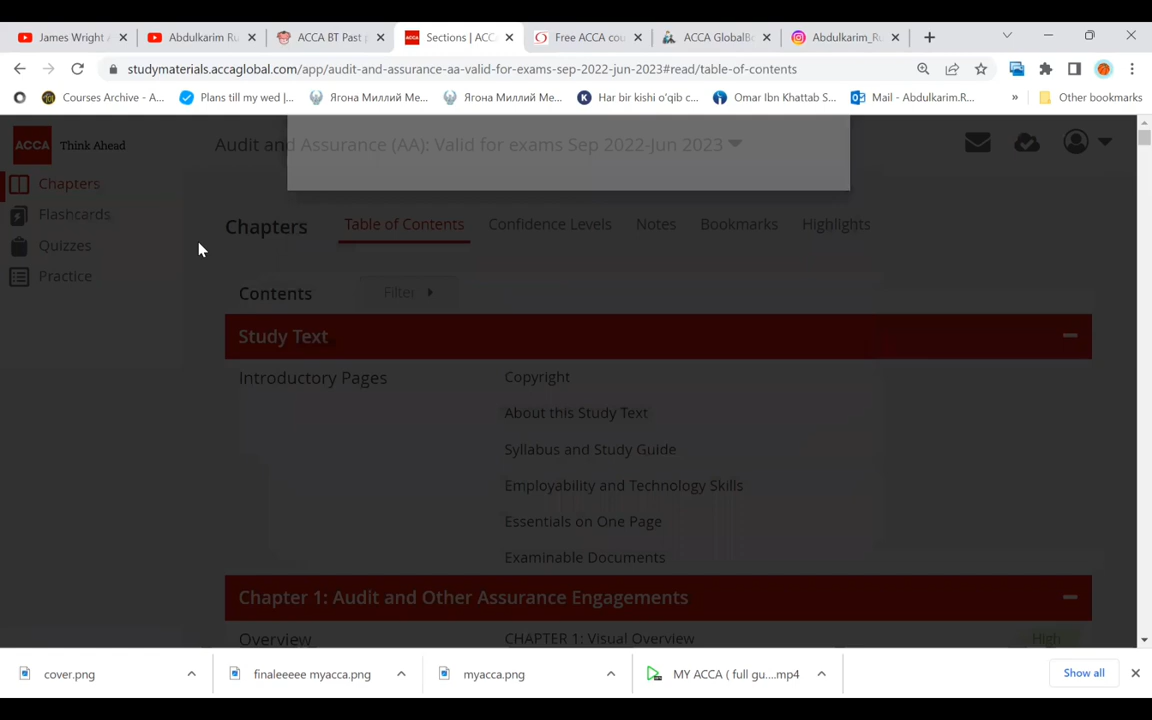 James Wright A
Abdulkarim Ru
ACCA BT Past p
Sections | ACC
Free ACCA cou
ACCA GlobalBo
Abdulkarim_Ru
studymaterials.accaglobal.com/app/audit-and-assurance-aa-valid-for-exams-sep-2022-jun-2023#read/table-of-contents
Courses Archive - A...
Plans till my wed |...
Ягона Миллий Ме...
Ягона Миллий Ме...
Har bir kishi o'qib c...
Omar Ibn Khattab S...
Mail - Abdulkarim.R...
»
Other bookmarks
ACCA
Think Ahead
Audit and Assurance (AA): Valid for exams Sep 2022-Jun 2023
Chapters
Flashcards
Quizzes
Practice
Chapters
Table of Contents
Confidence Levels
Notes
Bookmarks
Highlights
Contents
Filter
Study Text
Introductory Pages
Copyright
About this Study Text
Syllabus and Study Guide
Employability and Technology Skills
Essentials on One Page
Examinable Documents
Chapter 1: Audit and Other Assurance Engagements
Overview
CHAPTER 1: Visual Overview
High
cover.png
finaleeeee myacca.png
myacca.png
MY ACCA ( full gu....mp4
Show all